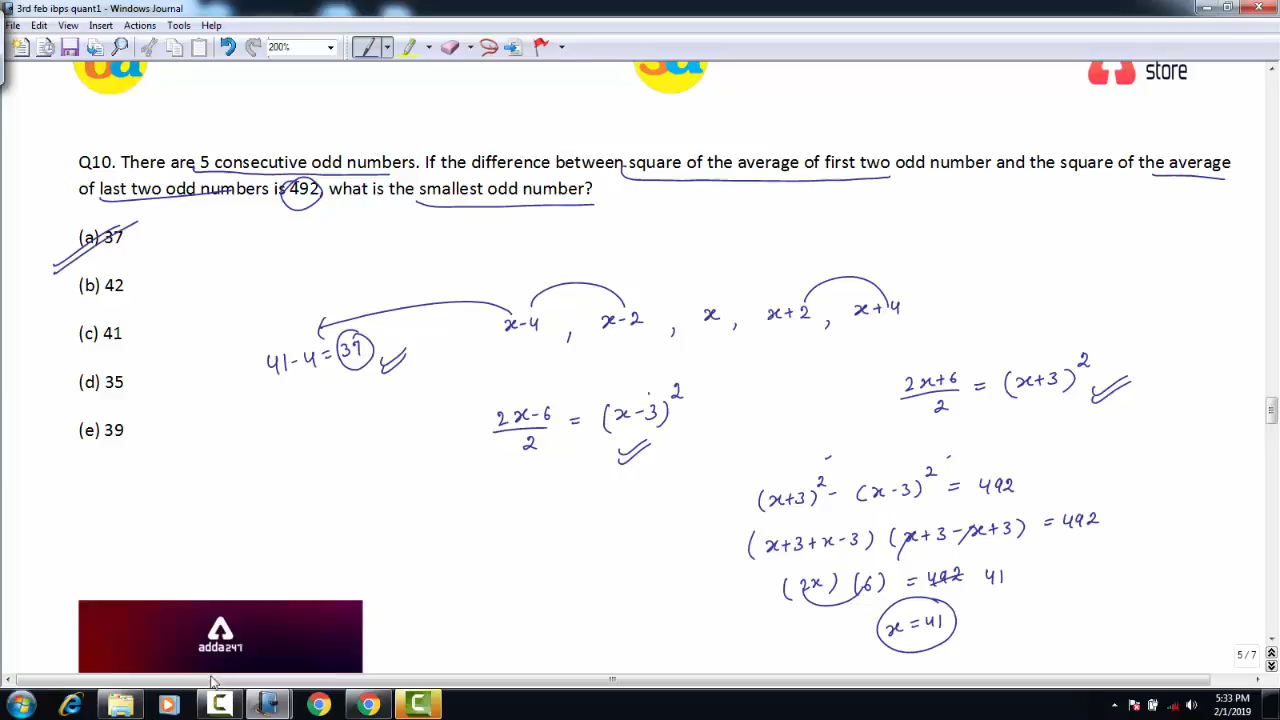 3rd feb ibps quant1 - Windows Journal
File Edit View Insert Actions Tools Help
200%
store
Q10. There are 5 consecutive odd numbers. If the difference between square of the average of first two odd number and the square of the average
of last two odd numbers is 492, what is the smallest odd number?
(a) 37
(b) 42
(c) 41
(d) 35
(e) 39
x-4 , x-2 , x , x+2 , x+4
41-4 = 37
2x-6/2 = (x-3)²
2x+6/2 = (x+3)²
(x+3)² - (x-3)² = 492
(x+3+x-3) (x+3-x+3) = 492
(2x) (6) = 492 41
x = 41
adda247
5 / 7
5:33 PM
2/1/2019